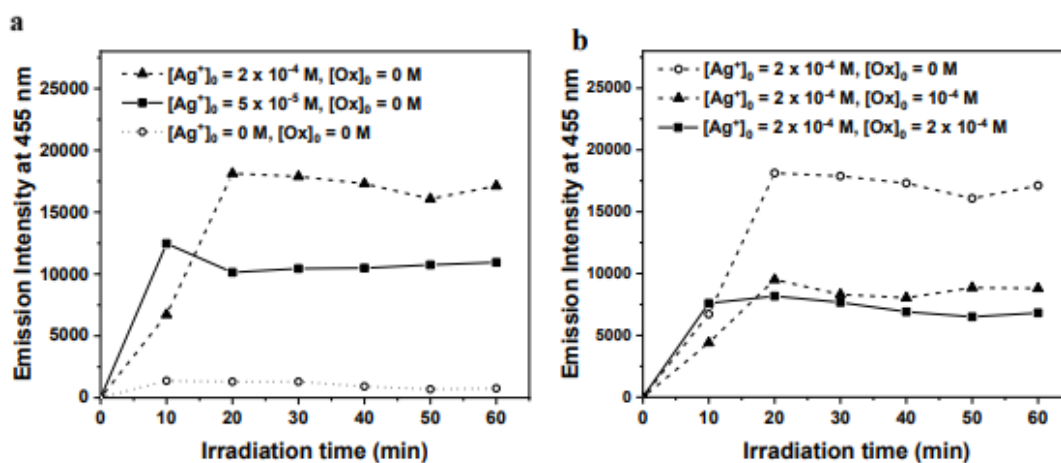 a
[Ag⁺]₀ = 2 x 10⁻⁴ M, [Ox]₀ = 0 M
[Ag⁺]₀ = 5 x 10⁻⁵ M, [Ox]₀ = 0 M
[Ag⁺]₀ = 0 M, [Ox]₀ = 0 M
Emission Intensity at 455 nm
25000
20000
15000
10000
5000
0
0 10 20 30 40 50 60
Irradiation time (min)
b
[Ag⁺]₀ = 2 x 10⁻⁴ M, [Ox]₀ = 0 M
[Ag⁺]₀ = 2 x 10⁻⁴ M, [Ox]₀ = 10⁻⁴ M
[Ag⁺]₀ = 2 x 10⁻⁴ M, [Ox]₀ = 2 x 10⁻⁴ M
Emission Intensity at 455 nm
25000
20000
15000
10000
5000
0
0 10 20 30 40 50 60
Irradiation time (min)